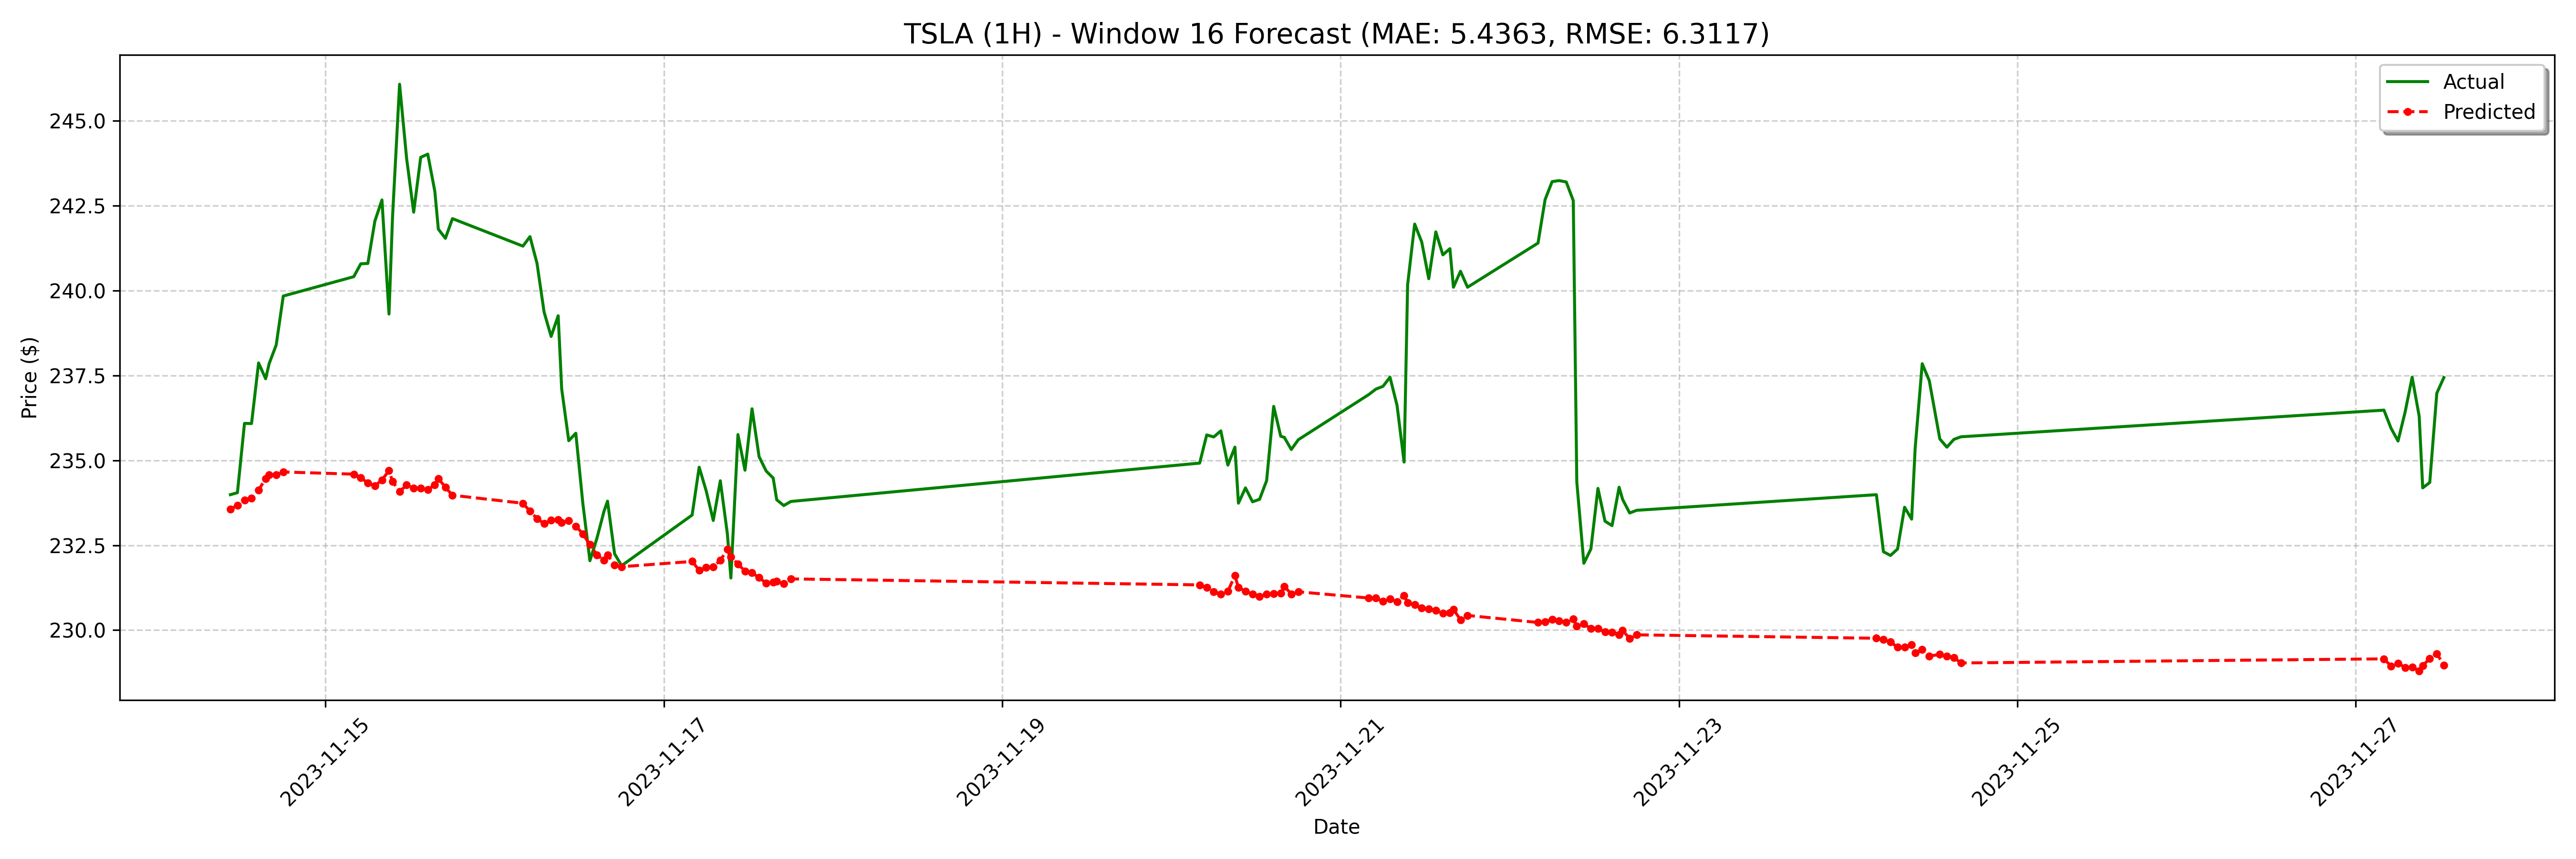 TSLA (1H) - Window 16 Forecast (MAE: 5.4363, RMSE: 6.3117)
Actual
Predicted
Price ($)
245.0
242.5
240.0
237.5
235.0
232.5
230.0
2023-11-15
2023-11-17
2023-11-19
2023-11-21
2023-11-23
2023-11-25
2023-11-27
Date